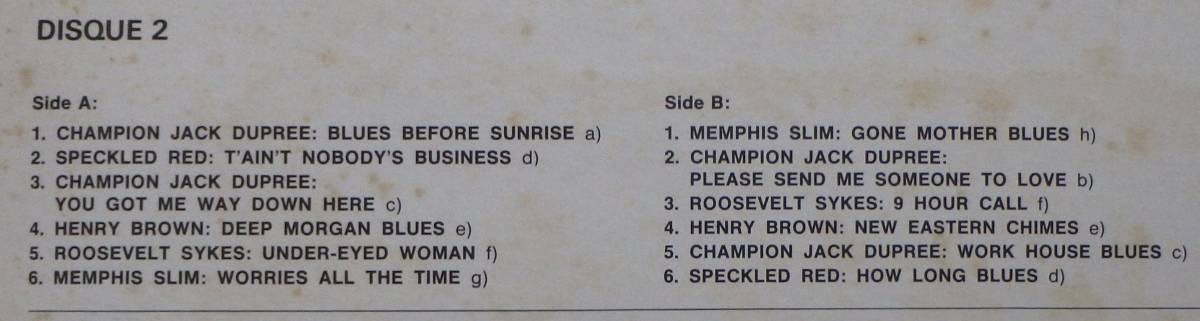 DISQUE 2
Side A:
1. CHAMPION JACK DUPREE: BLUES BEFORE SUNRISE a)
2. SPECKLED RED: T'AIN'T NOBODY'S BUSINESS d)
3. CHAMPION JACK DUPREE:
YOU GOT ME WAY DOWN HERE c)
4. HENRY BROWN: DEEP MORGAN BLUES e)
5. ROOSEVELT SYKES: UNDER-EYED WOMAN f)
6. MEMPHIS SLIM: WORRIES ALL THE TIME g)
Side B:
1. MEMPHIS SLIM: GONE MOTHER BLUES h)
2. CHAMPION JACK DUPREE:
PLEASE SEND ME SOMEONE TO LOVE b)
3. ROOSEVELT SYKES: 9 HOUR CALL f)
4. HENRY BROWN: NEW EASTERN CHIMES e)
5. CHAMPION JACK DUPREE: WORK HOUSE BLUES c)
6. SPECKLED RED: HOW LONG BLUES d)